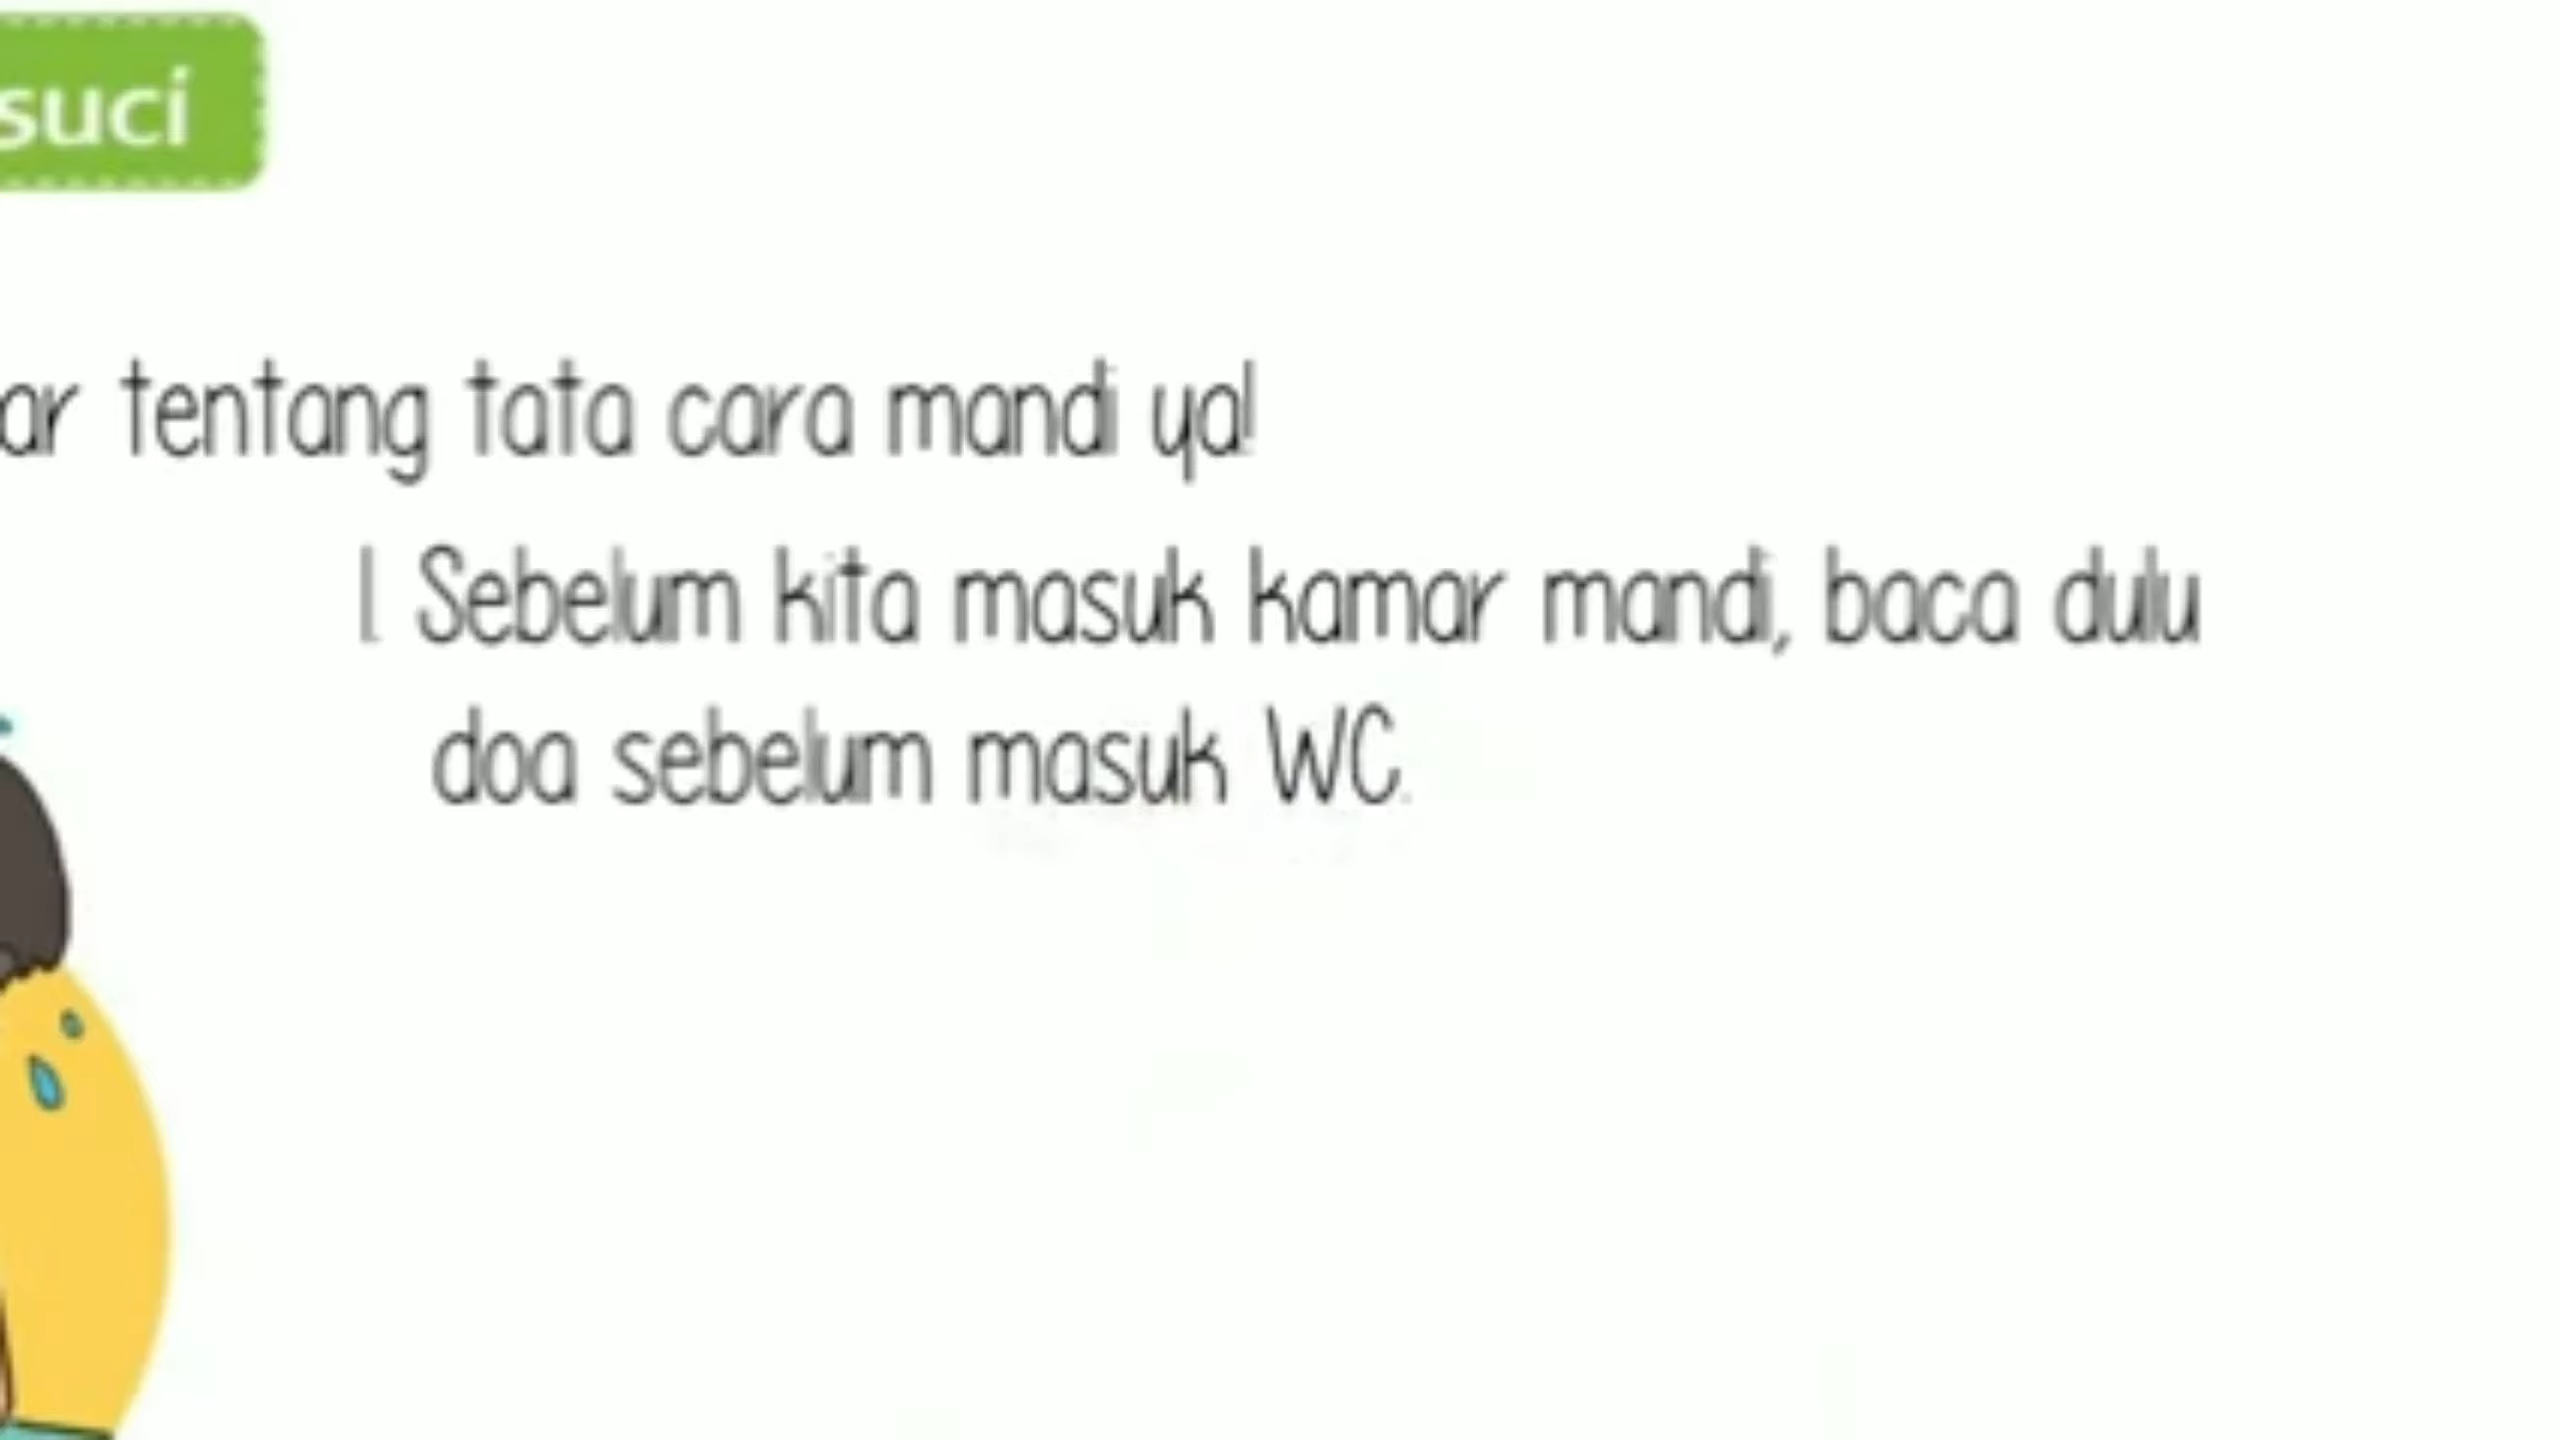 suci
ar tentang tata cara mandi ya!
1. Sebelum kita masuk kamar mandi, baca dulu
doa sebelum masuk WC.